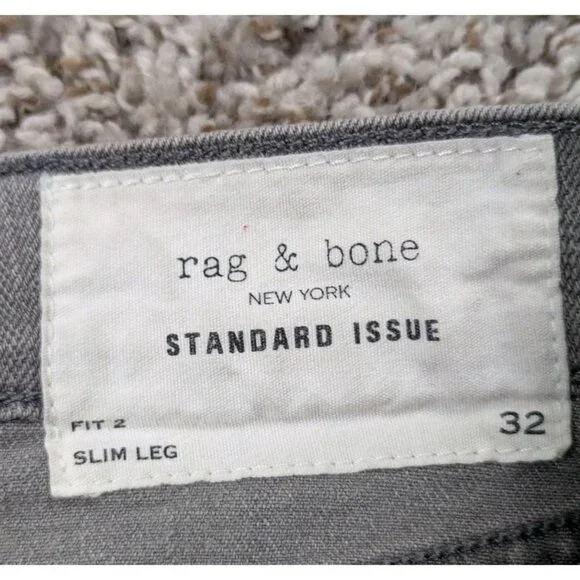 rag & bone
NEW YORK
STANDARD ISSUE
FIT 2
SLIM LEG
32